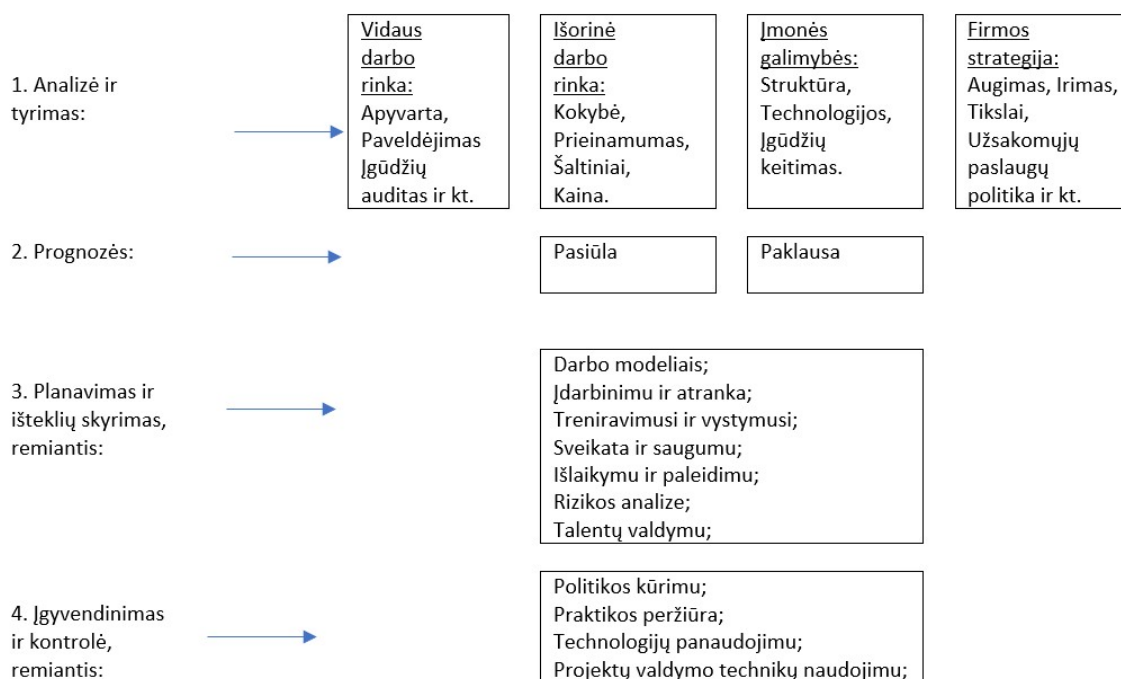 1. Analizė ir
tyrimas:
Vidaus
darbo
rinka:
Apyvarta,
Paveldėjimas
Įgūdžių
auditas ir kt.
Išorinė
darbo
rinka:
Kokybė,
Prieinamumas,
Šaltiniai,
Kaina.
Įmonės
galimybės:
Struktūra,
Technologijos,
Įgūdžių
keitimas.
Firmos
strategija:
Augimas, Irimas,
Tikslai,
Užsakomųjų
paslaugų
politika ir kt.
2. Prognozės:
Pasiūla
Paklausa
3. Planavimas ir
išteklių skyrimas,
remiantis:
Darbo modeliais;
Įdarbinimu ir atranka;
Treniravimusi ir vystymusi;
Sveikata ir saugumu;
Išlaikymu ir paleidimu;
Rizikos analize;
Talentų valdymu;
4. Įgyvendinimas
ir kontrolė,
remiantis:
Politikos kūrimu;
Praktikos peržiūra;
Technologijų panaudojimu;
Projektų valdymo technikų naudojimu;